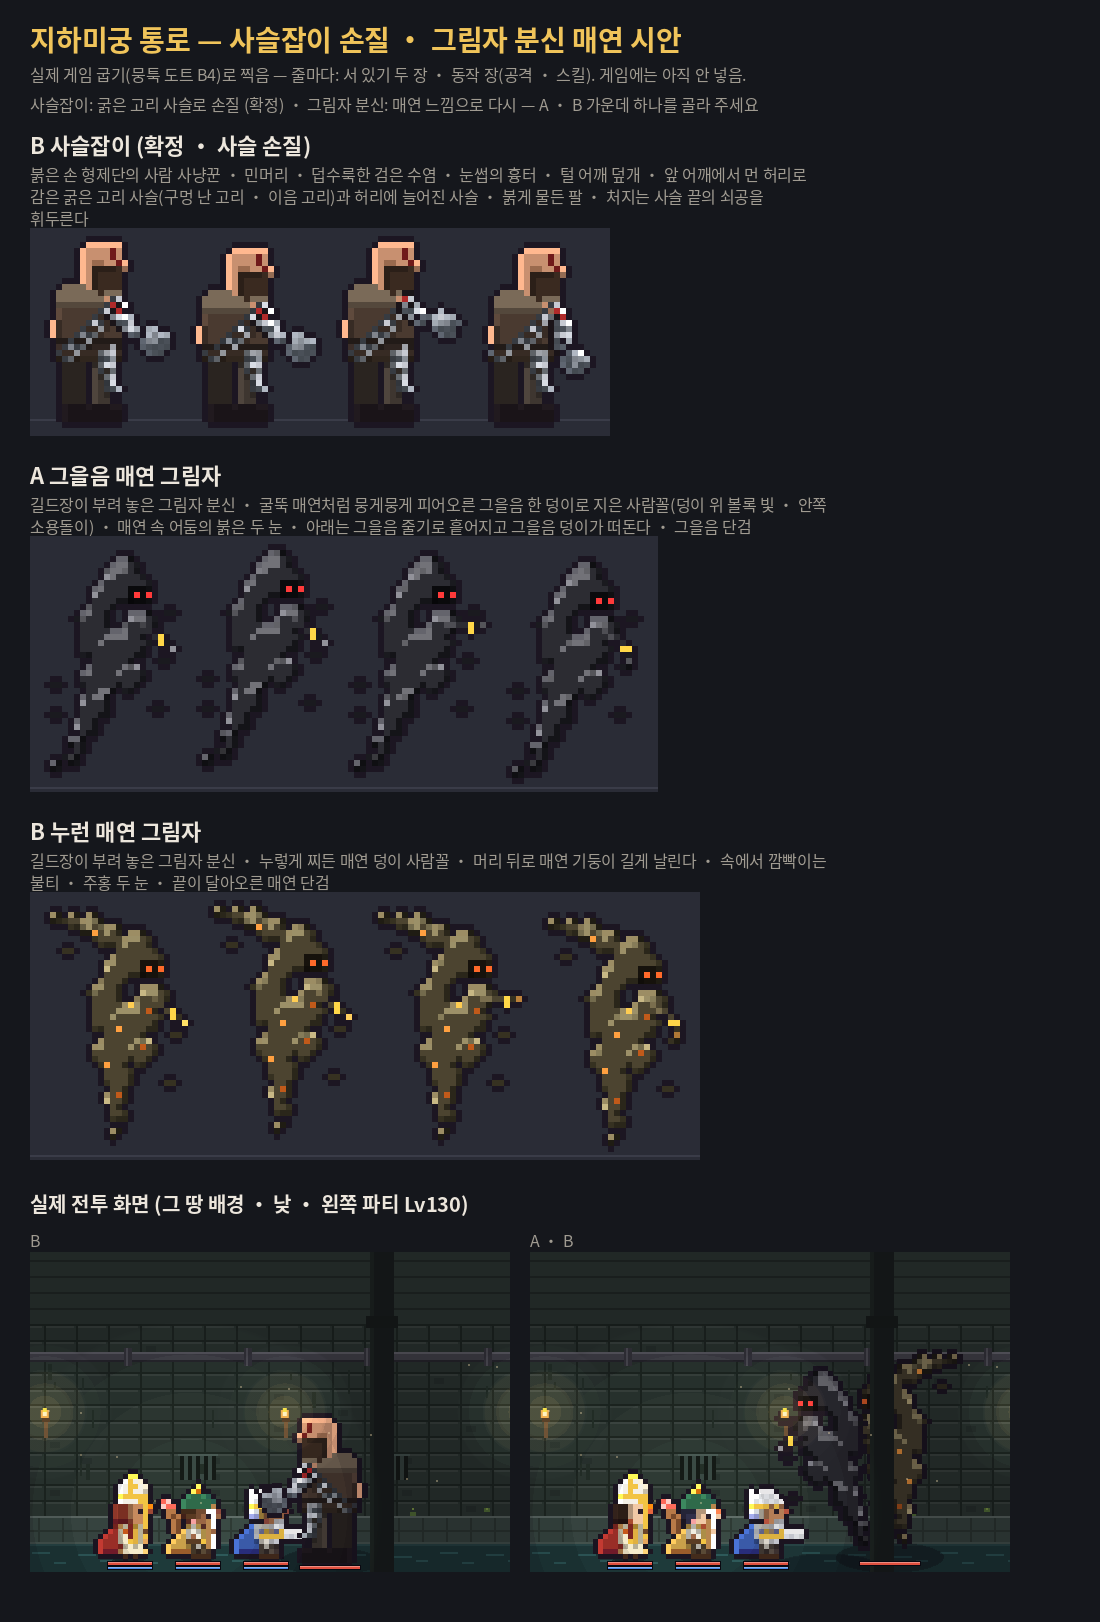 지하미궁 통로 — 사슬잡이 손질 · 그림자 분신 매연 시안
실제 게임 굽기(뭉툭 도트 B4)로 찍음 — 줄마다: 서 있기 두 장 · 동작 장(공격 · 스킬). 게임에는 아직 안 넣음.
사슬잡이: 굵은 고리 사슬로 손질 (확정) · 그림자 분신: 매연 느낌으로 다시 — A · B 가운데 하나를 골라 주세요
B 사슬잡이 (확정 · 사슬 손질)
붉은 손 형제단의 사람 사냥꾼 · 민머리 · 덥수룩한 검은 수염 · 눈썹의 흉터 · 털 어깨 덮개 · 앞 어깨에서 먼 허리로
감은 굵은 고리 사슬(구멍 난 고리 · 이음 고리)과 허리에 늘어진 사슬 · 붉게 물든 팔 · 처지는 사슬 끝의 쇠공을
휘두른다
A 그을음 매연 그림자
길드장이 부려 놓은 그림자 분신 · 굴뚝 매연처럼 뭉게뭉게 피어오른 그을음 한 덩이로 지은 사람꼴(덩이 위 볼록 빛 · 안쪽
소용돌이) · 매연 속 어둠의 붉은 두 눈 · 아래는 그을음 줄기로 흩어지고 그을음 덩이가 떠돈다 · 그을음 단검
B 누런 매연 그림자
길드장이 부려 놓은 그림자 분신 · 누렇게 찌든 매연 덩이 사람꼴 · 머리 뒤로 매연 기둥이 길게 날린다 · 속에서 깜빡이는
불티 · 주홍 두 눈 · 끝이 달아오른 매연 단검
실제 전투 화면 (그 땅 배경 · 낮 · 왼쪽 파티 Lv130)
B
A · B